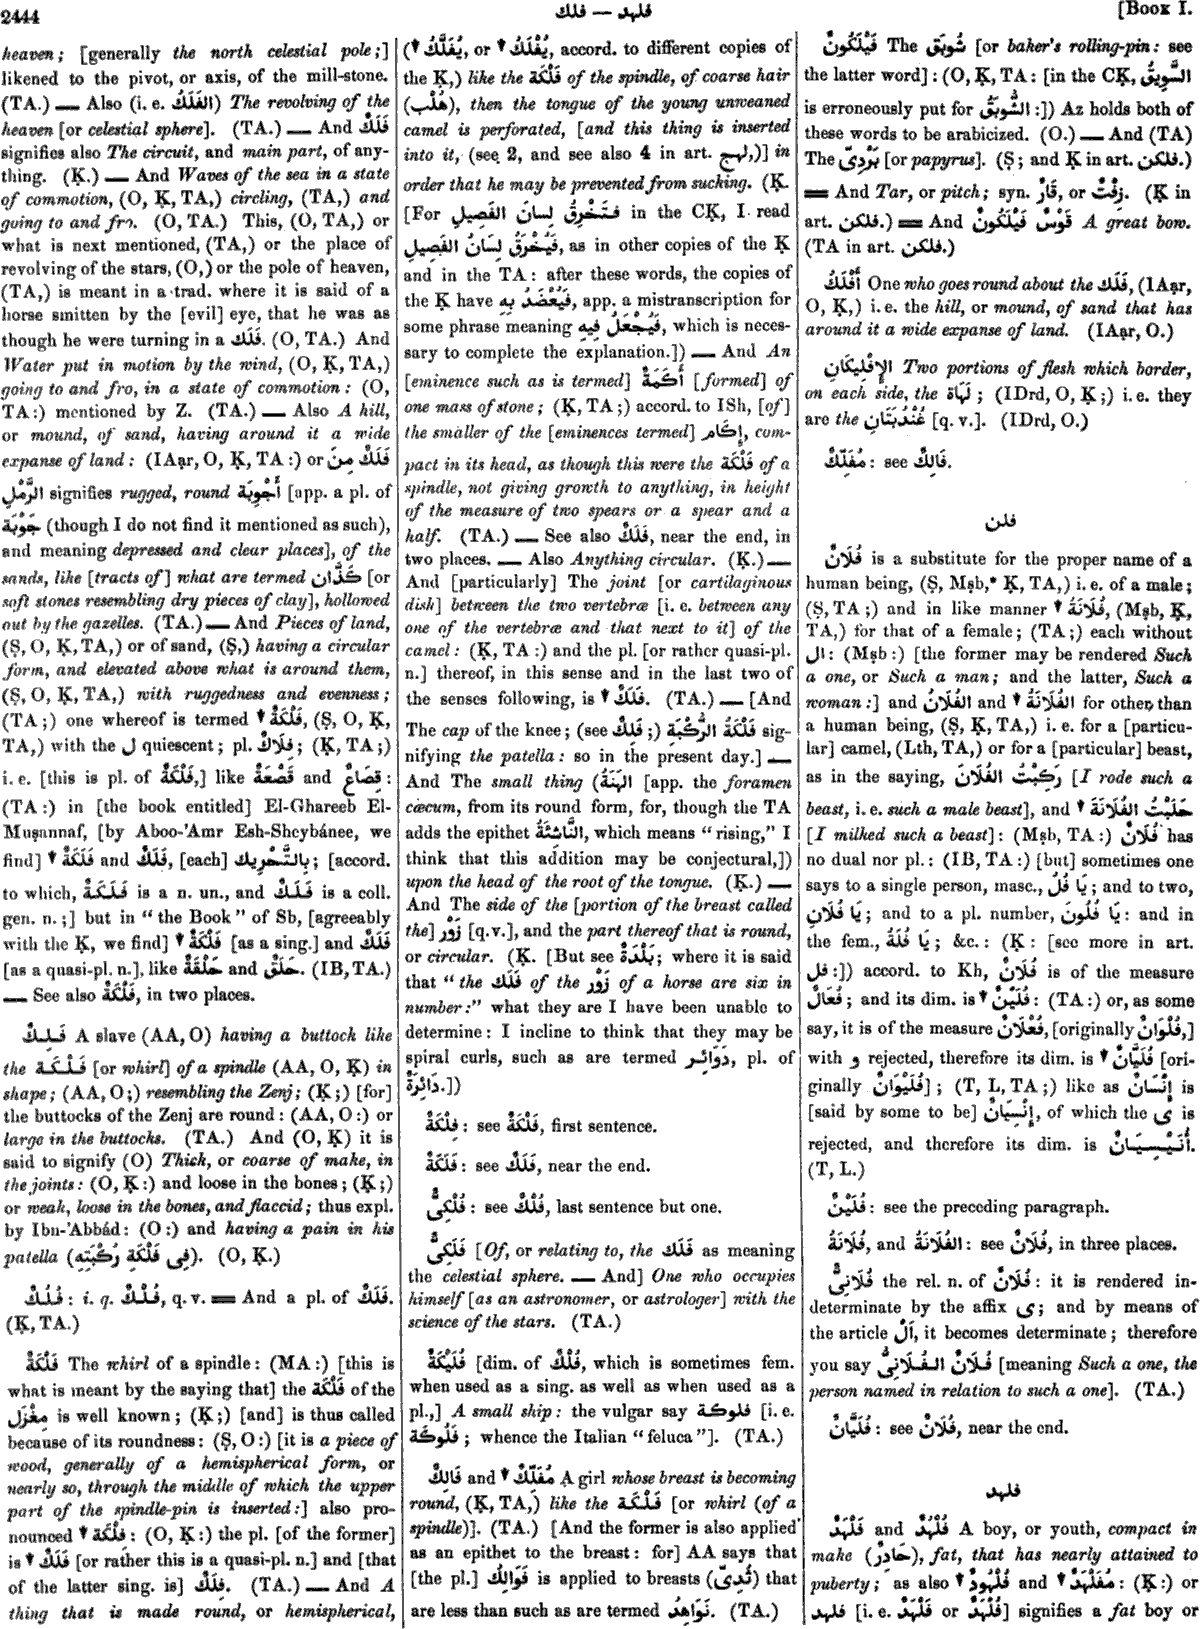 2444
فلك — فلهد
[Book I.
heaven; [generally the north celestial pole;]
likened to the pivot, or axis, of the mill-stone.
(TA.) — Also (i. e. الفَلَكُ) The revolving of the
heaven [or celestial sphere]. (TA.) — And فَلَكٌ
signifies also The circuit, and main part, of any-
thing. (Ḳ.) — And Waves of the sea in a state
of commotion, (O, Ḳ, TA,) circling, (TA,) and
going to and fro. (O, TA.) This, (O, TA,) or
what is next mentioned, (TA,) or the place of
revolving of the stars, (O,) or the pole of heaven,
(TA,) is meant in a trad. where it is said of a
horse smitten by the [evil] eye, that he was as
though he were turning in a فَلَك. (O, TA.) And
Water put in motion by the wind, (O, Ḳ, TA,)
going to and fro, in a state of commotion: (O,
TA:) mentioned by Z. (TA.) — Also A hill,
or mound, of sand, having around it a wide
expanse of land: (IAạr, O, Ḳ, TA:) or فَلَكٌ مِنَ
الرَّمْلِ signifies rugged, round أَجْوِبَة [app. a pl. of
جَوْبَة (though I do not find it mentioned as such),
and meaning depressed and clear places], of the
sands, like [tracts of] what are termed كَذَّان [or
soft stones resembling dry pieces of clay], hollowed
out by the gazelles. (TA.) — And Pieces of land,
(Ṣ, O, Ḳ, TA,) or of sand, (Ṣ,) having a circular
form, and elevated above what is around them,
(Ṣ, O, Ḳ, TA,) with ruggedness and evenness;
(TA;) one whereof is termed ▾ فَلْكَةٌ, (Ṣ, O, Ḳ,
TA,) with the ل quiescent; pl. فِلَاكٌ; (Ḳ, TA;)
i. e. [this is pl. of فَلْكَةٌ,] like قَصْعَةٌ and قِصَاعٌ:
(TA:) in [the book entitled] El-Ghareeb El-
Muṣannaf, [by Aboo-'Amr Esh-Sheybánee, we
find] ▾ فَلَكَةٌ and فَلَكٌ, [each] بِالتَّحْرِيكِ; [accord.
to which, فَلَكَةٌ is a n. un., and فَلَكٌ is a coll.
gen. n.;] but in "the Book" of Sb, [agreeably
with the Ḳ, we find] ▾ فَلْكَةٌ [as a sing.] and فَلَكٌ
[as a quasi-pl. n.], like حَلْقَةٌ and حَلَقٌ. (IB, TA.)
— See also فَلْكَةٌ, in two places.
فَلِكٌ A slave (AA, O) having a buttock like
the فَلْكَة [or whirl] of a spindle (AA, O, Ḳ) in
shape; (AA, O;) resembling the Zenj; (Ḳ;) [for]
the buttocks of the Zenj are round: (AA, O:) or
large in the buttocks. (TA.) And (O, Ḳ) it is
said to signify (O) Thick, or coarse of make, in
the joints: (O, Ḳ:) and loose in the bones; (Ḳ;)
or weak, loose in the bones, and flaccid; thus expl.
by Ibn-'Abbád: (O:) and having a pain in his
patella (فِى فَلْكَةِ رُكْبَتِهِ). (O, Ḳ.)
فُلُكٌ: i. q. فُلْكٌ, q. v. = And a pl. of فَلَكٌ.
(Ḳ, TA.)
فَلْكَةٌ The whirl of a spindle: (MA:) [this is
what is meant by the saying that] the فَلْكَة of the
مِغْزَل is well known; (Ḳ;) [and] is thus called
because of its roundness: (Ṣ, O:) [it is a piece of
wood, generally of a hemispherical form, or
nearly so, through the middle of which the upper
part of the spindle-pin is inserted:] also pro-
nounced ▾ فِلْكَةٌ: (O, Ḳ:) the pl. [of the former]
is ▾ فَلَكٌ [or rather this is a quasi-pl. n.] and [that
of the latter sing. is] فِلَكٌ. (TA.) — And A
thing that is made round, or hemispherical,
(▾ يُفَلَّكُ, or ▾ يُفْلَكُ, accord. to different copies of
the Ḳ,) like the فَلْكَة of the spindle, of coarse hair
(هُلْب), then the tongue of the young unweaned
camel is perforated, [and this thing is inserted
into it, (see 2, and see also 4 in art. لهج,)] in
order that he may be prevented from sucking. (Ḳ.
[For فَتَخْرِقُ لِسانَ الفَصِيلِ in the CḲ, I read
فَيُخْرَقُ لِسَانُ الفَصِيلِ, as in other copies of the Ḳ
and in the TA: after these words, the copies of
the Ḳ have فَيُعْضَدُ بِهِ, app. a mistranscription for
some phrase meaning فَيُجْعَلُ فِيهِ, which is neces-
sary to complete the explanation.]) — And An
[eminence such as is termed] أَكَمَةٌ [formed] of
one mass of stone; (Ḳ, TA;) accord. to ISh, [of]
the smaller of the [eminences termed] إِكَام, com-
pact in its head, as though this were the فَلْكَة of a
spindle, not giving growth to anything, in height
of the measure of two spears or a spear and a
half. (TA.) — See also فَلَكٌ, near the end, in
two places. — Also Anything circular. (Ḳ.) —
And [particularly] The joint [or cartilaginous
dish] between the two vertebræ [i. e. between any
one of the vertebræ and that next to it] of the
camel: (Ḳ, TA:) and the pl. [or rather quasi-pl.
n.] thereof, in this sense and in the last two of
the senses following, is ▾ فَلَكٌ. (TA.) — [And
The cap of the knee; (see فَلِكٌ;) فَلْكَةُ الرُّكْبَةِ sig-
nifying the patella: so in the present day.] —
And The small thing (الهَنَةُ [app. the foramen
cæcum, from its round form, for, though the TA
adds the epithet النَّاشِئَةُ, which means "rising," I
think that this addition may be conjectural,])
upon the head of the root of the tongue. (Ḳ.) —
And The side of the [portion of the breast called
the] زَوْر [q. v.], and the part thereof that is round,
or circular. (Ḳ. [But see بَلْدَةٌ; where it is said
that "the فَلَك of the زَوْر of a horse are six in
number:" what they are I have been unable to
determine: I incline to think that they may be
spiral curls, such as are termed دَوَائِر, pl. of
دَائِرَةٌ.])
فِلْكَةٌ: see فَلْكَةٌ, first sentence.
فَلَكَةٌ: see فَلَكٌ, near the end.
فُلْكِىٌّ: see فُلْكٌ, last sentence but one.
فَلَكِىٌّ [Of, or relating to, the فَلَك as meaning
the celestial sphere. — And] One who occupies
himself [as an astronomer, or astrologer] with the
science of the stars. (TA.)
فُلَيْكَةٌ [dim. of فُلْكٌ, which is sometimes fem.
when used as a sing. as well as when used as a
pl.,] A small ship: the vulgar say فلوكة [i. e.
فَلُوكَة; whence the Italian "feluca"]. (TA.)
فَالِكٌ and ▾ مُفَلِّكٌ A girl whose breast is becoming
round, (Ḳ, TA,) like the فَلْكَة [or whirl (of a
spindle)]. (TA.) [And the former is also applied
as an epithet to the breast: for] AA says that
[the pl.] فَوَالِكُ is applied to breasts (ثُدِىّ) that
are less than such as are termed نَوَاهِدُ. (TA.)
فَيْلَكُونٌ The شُوبَق [or baker's rolling-pin: see
the latter word]: (O, Ḳ, TA: [in the CḲ, السَّوِيقُ
is erroneously put for الشُّوبَقُ:]) Az holds both of
these words to be arabicized. (O.) — And (TA)
The بَرْدِىّ [or papyrus]. (Ṣ; and Ḳ in art. فلكن.)
= And Tar, or pitch; syn. قَارٌ, or زِفْتٌ. (Ḳ in
art. فلكن.) = And قَوْسٌ فَيْلَكُونٌ A great bow.
(TA in art. فلكن.)
أَفْلَكُ One who goes round about the فَلَك, (IAạr,
O, Ḳ,) i. e. the hill, or mound, of sand that has
around it a wide expanse of land. (IAạr, O.)
الإِفْلِيكَانِ Two portions of flesh which border,
on each side, the لَهَاة; (IDrd, O, Ḳ;) i. e. they
are the غُنْدُبَتَانِ [q. v.]. (IDrd, O.)
مُفَلِّكٌ: see فَالِكٌ.
فلن
فُلَانٌ is a substitute for the proper name of a
human being, (Ṣ, Mṣb,* Ḳ, TA,) i. e. of a male;
(Ṣ, TA;) and in like manner ▾ فُلَانَةُ, (Mṣb, Ḳ,
TA,) for that of a female; (TA;) each without
ال: (Mṣb:) [the former may be rendered Such
a one, or Such a man; and the latter, Such a
woman:] and الفُلَانُ and ▾ الفُلَانَةُ for other than
a human being, (Ṣ, Ḳ, TA,) i. e. for a [particu-
lar] camel, (Lth, TA,) or for a [particular] beast,
as in the saying, رَكِبْتُ الفُلَانَ [I rode such a
beast, i. e. such a male beast], and ▾ حَلَبْتُ الفُلَانَةَ
[I milked such a beast]: (Mṣb, TA:) فُلَانٌ has
no dual nor pl.: (IB, TA:) [but] sometimes one
says to a single person, masc., يَا فُلُ; and to two,
يَا فُلَانِ; and to a pl. number, يَا فُلُونَ: and in
the fem., يَا فُلَةُ; &c.: (Ḳ: [see more in art.
فل:]) accord. to Kh, فُلَانٌ is of the measure
فُعَالٌ; and its dim. is ▾ فُلَيِّنٌ: (TA:) or, as some
say, it is of the measure فُعْلَانٌ, [originally فُلْوَانٌ,]
with و rejected, therefore its dim. is ▾ فُلَيَّانٌ [ori-
ginally فُلَيْوَانٌ]; (T, L, TA;) like as إِنْسَانٌ is
[said by some to be] إِنْسِيَانٌ, of which the ى is
rejected, and therefore its dim. is أُنَيْسِيَانٌ.
(T, L.)
فُلَيِّنٌ: see the preceding paragraph.
فُلَانَةُ, and الفُلَانَةُ: see فُلَانٌ, in three places.
فُلَانِىٌّ the rel. n. of فُلَانٌ: it is rendered in-
determinate by the affix ى; and by means of
the article اَلْ, it becomes determinate; therefore
you say فُلَانٌ الفُلَانِىُّ [meaning Such a one, the
person named in relation to such a one]. (TA.)
فُلَيَّانٌ: see فُلَانٌ, near the end.
فلهد
فَلْهَدٌ and فُلْهُدٌ A boy, or youth, compact in
make (حَادِرٌ), fat, that has nearly attained to
puberty; as also ▾ فُلْهُودٌ and ▾ مُفَلْهَدٌ: (Ḳ:) or
فلهد [i. e. فَلْهَدٌ or فُلْهُدٌ] signifies a fat boy or